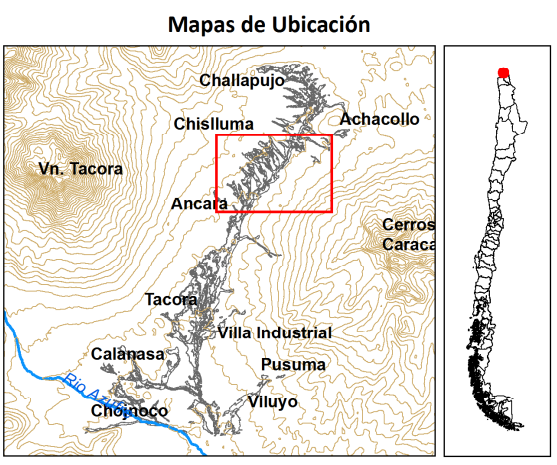 Mapas de Ubicación
Challapujo
Chislluma
Achacollo
Vn. Tacora
Ancara
Cerros
Caraca
Tacora
Villa Industrial
Calanasa
Pusuma
Rio Azufre
Viluyo
Chojnoco